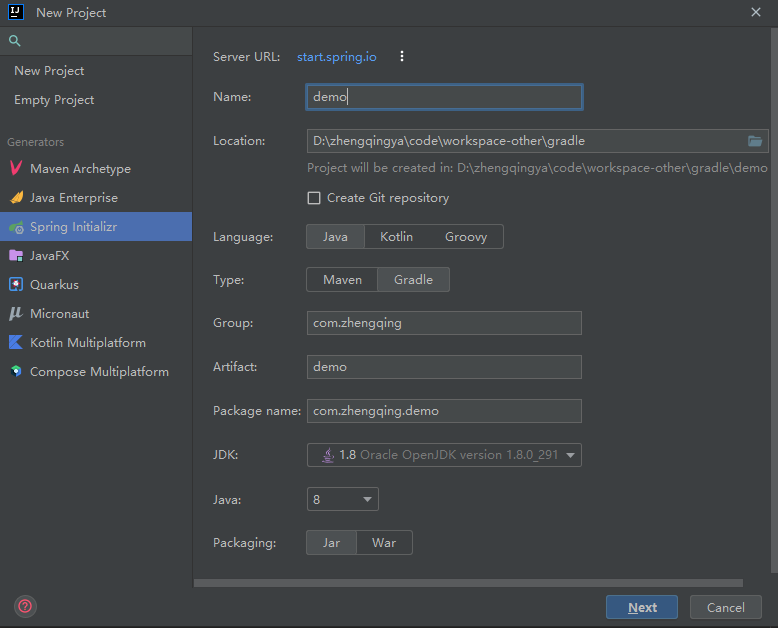 New Project
New Project
Empty Project
Generators
Maven Archetype
Java Enterprise
Spring Initializr
JavaFX
Quarkus
Micronaut
Kotlin Multiplatform
Compose Multiplatform
Server URL: start.spring.io
Name: demo
Location: D:\zhengqingya\code\workspace-other\gradle
Project will be created in: D:\zhengqingya\code\workspace-other\gradle\demo
Create Git repository
Language: Java Kotlin Groovy
Type: Maven Gradle
Group: com.zhengqing
Artifact: demo
Package name: com.zhengqing.demo
JDK: 1.8 Oracle OpenJDK version 1.8.0_291
Java: 8
Packaging: Jar War
Next Cancel